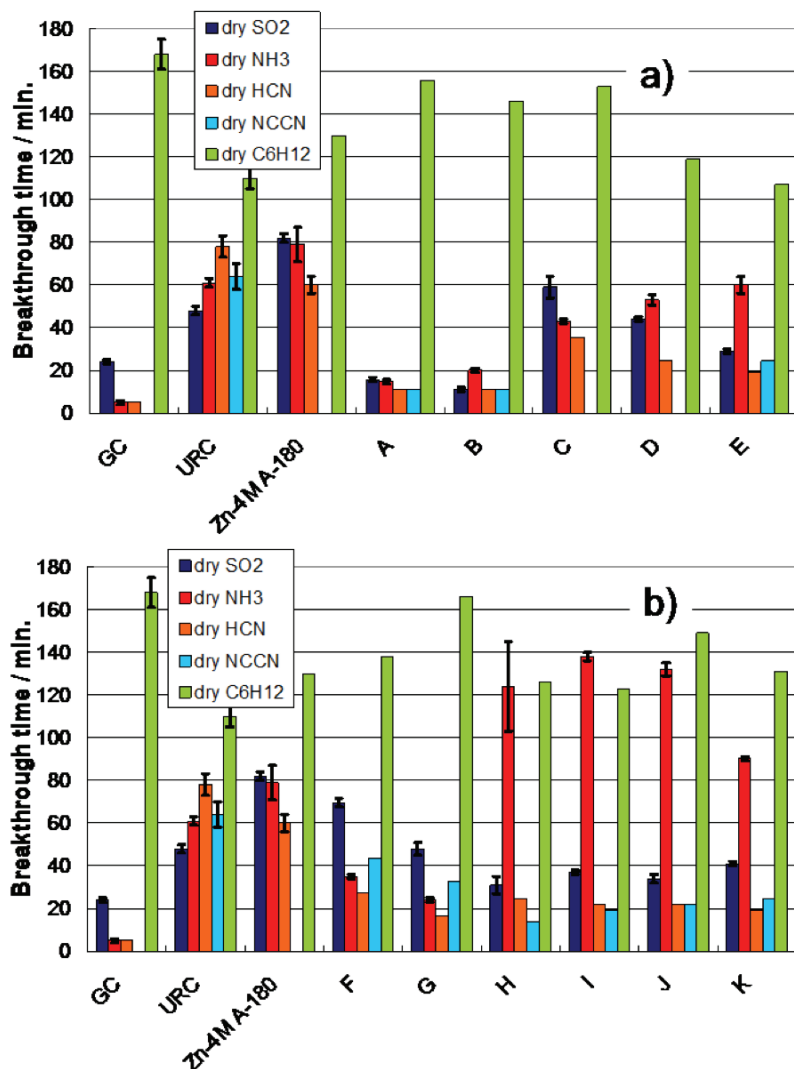 a)
Breakthrough time / min.
180
160
140
120
100
80
60
40
20
0
dry SO2
dry NH3
dry HCN
dry NCCN
dry C6H12
GC
URC
Zn-4MA-180
A
B
C
D
E
b)
Breakthrough time / min.
180
160
140
120
100
80
60
40
20
0
dry SO2
dry NH3
dry HCN
dry NCCN
dry C6H12
GC
URC
Zn-4MA-180
F
G
H
I
J
K